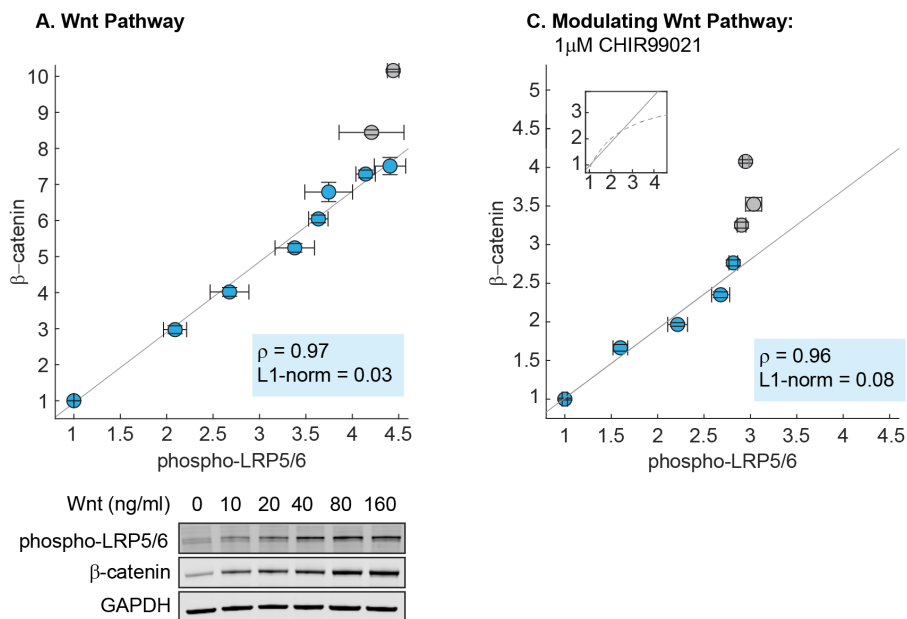 A. Wnt Pathway
10
9
8
7
6
5
4
3
2
1
β−catenin
ρ = 0.97
L1-norm = 0.03
1 1.5 2 2.5 3 3.5 4 4.5
phospho-LRP5/6
Wnt (ng/ml) 0 10 20 40 80 160
phospho-LRP5/6
β-catenin
GAPDH
C. Modulating Wnt Pathway:
1μM CHIR99021
5
4.5
4
3.5
3
2.5
2
1.5
1
β−catenin
3
2
1
1 2 3 4
ρ = 0.96
L1-norm = 0.08
1 1.5 2 2.5 3 3.5 4 4.5
phospho-LRP5/6